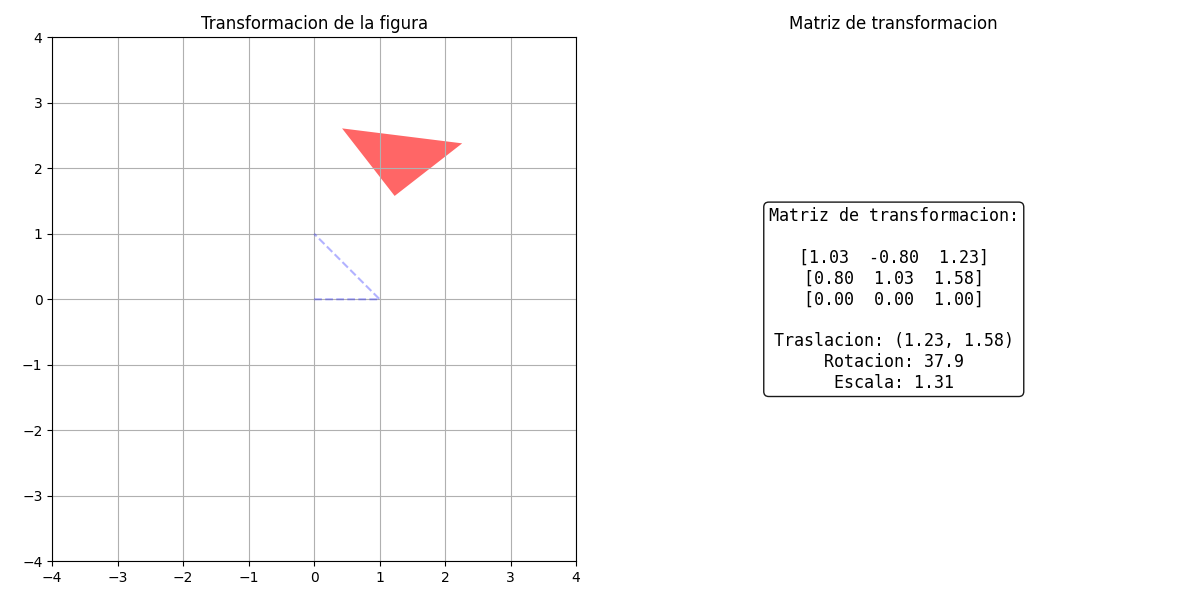 Transformacion de la figura
4
3
2
1
0
−1
−2
−3
−4
−4 −3 −2 −1 0 1 2 3 4
Matriz de transformacion
Matriz de transformacion:
[1.03 -0.80 1.23]
[0.80 1.03 1.58]
[0.00 0.00 1.00]
Traslacion: (1.23, 1.58)
Rotacion: 37.9
Escala: 1.31